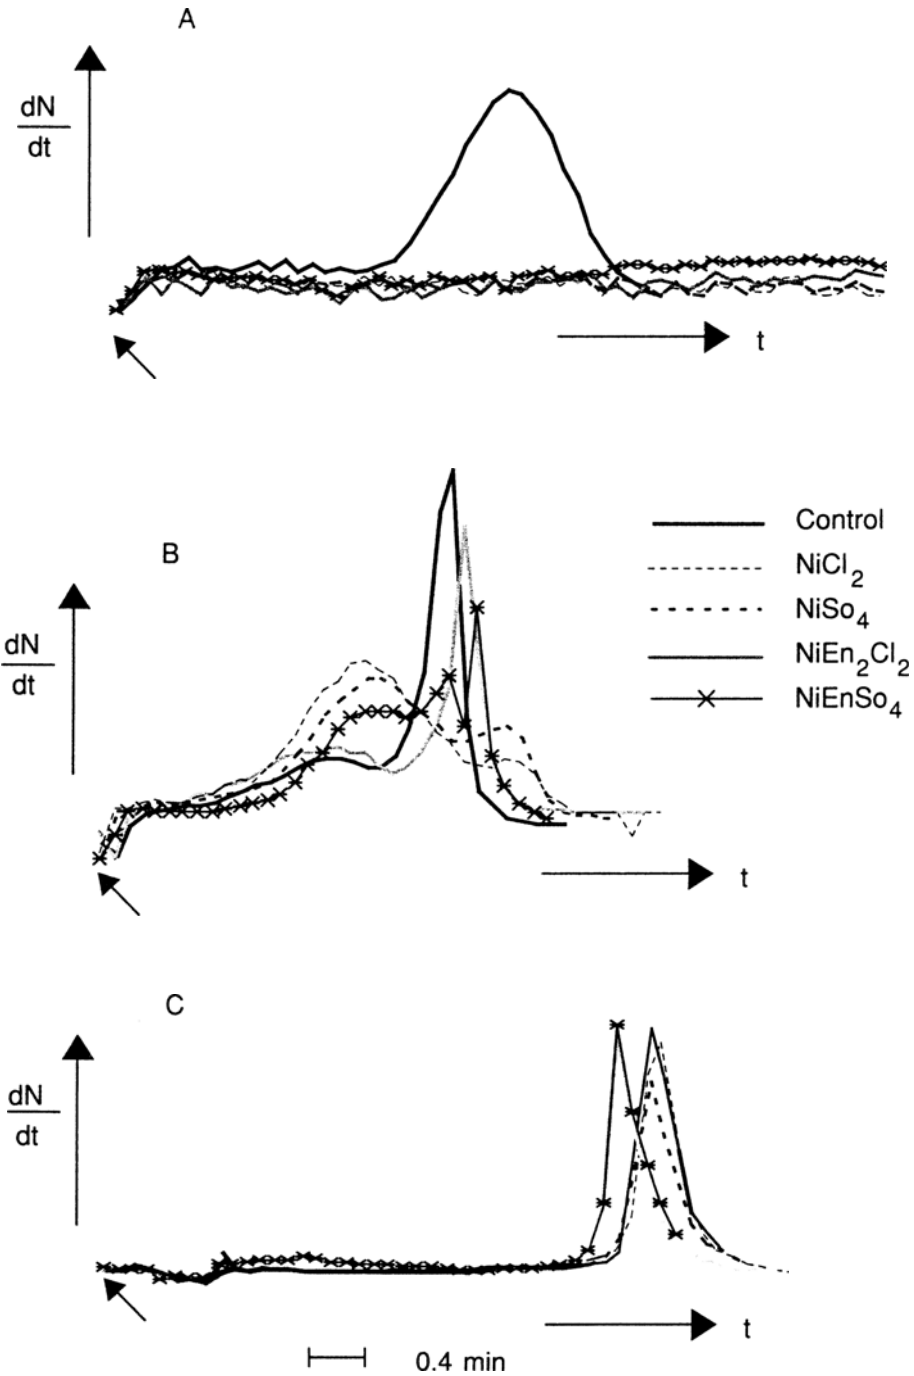 A
dN
dt
t
B
Control
NiCl2
NiSo4
NiEn2Cl2
NiEnSo4
dN
dt
t
C
dN
dt
t
0.4 min